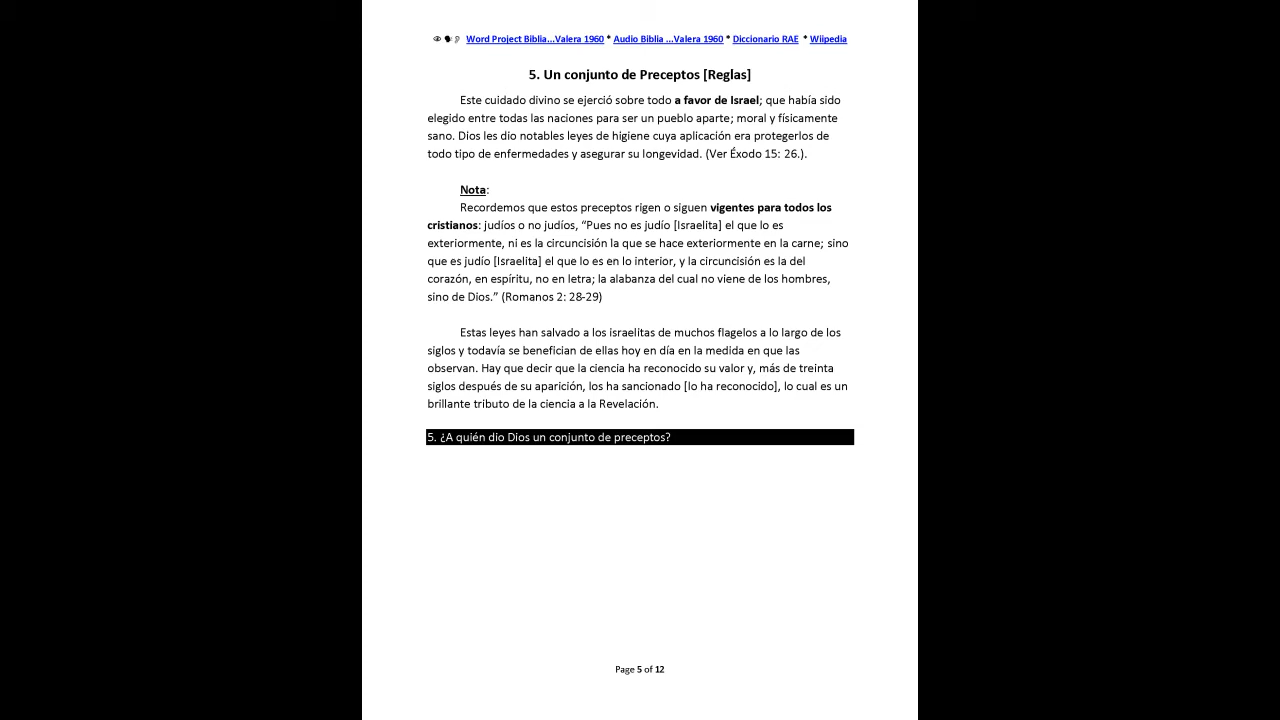 Word Project Biblia...Valera 1960 * Audio Biblia ...Valera 1960 * Diccionario RAE * Wiipedia
5. Un conjunto de Preceptos [Reglas]
Este cuidado divino se ejerció sobre todo a favor de Israel; que había sido
elegido entre todas las naciones para ser un pueblo aparte; moral y físicamente
sano. Dios les dio notables leyes de higiene cuya aplicación era protegerlos de
todo tipo de enfermedades y asegurar su longevidad. (Ver Éxodo 15: 26.).
Nota:
Recordemos que estos preceptos rigen o siguen vigentes para todos los
cristianos: judíos o no judíos, “Pues no es judío [Israelita] el que lo es
exteriormente, ni es la circuncisión la que se hace exteriormente en la carne; sino
que es judío [Israelita] el que lo es en lo interior, y la circuncisión es la del
corazón, en espíritu, no en letra; la alabanza del cual no viene de los hombres,
sino de Dios.” (Romanos 2: 28-29)
Estas leyes han salvado a los israelitas de muchos flagelos a lo largo de los
siglos y todavía se benefician de ellas hoy en día en la medida en que las
observan. Hay que decir que la ciencia ha reconocido su valor y, más de treinta
siglos después de su aparición, los ha sancionado [lo ha reconocido], lo cual es un
brillante tributo de la ciencia a la Revelación.
5. ¿A quién dio Dios un conjunto de preceptos?
Page 5 of 12